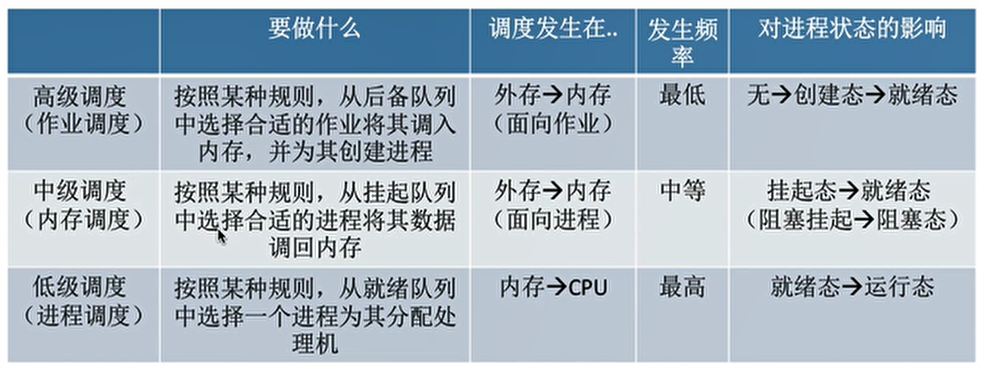 要做什么
调度发生在..
发生频
率
对进程状态的影响
高级调度
（作业调度）
按照某种规则，从后备队列
中选择合适的作业将其调入
内存，并为其创建进程
外存→内存
（面向作业）
最低
无→创建态→就绪态
中级调度
（内存调度）
按照某种规则，从挂起队列
中选择合适的进程将其数据
调回内存
外存→内存
（面向进程）
中等
挂起态→就绪态
（阻塞挂起→阻塞态）
低级调度
（进程调度）
按照某种规则，从就绪队列
中选择一个进程为其分配处
理机
内存→CPU
最高
就绪态→运行态